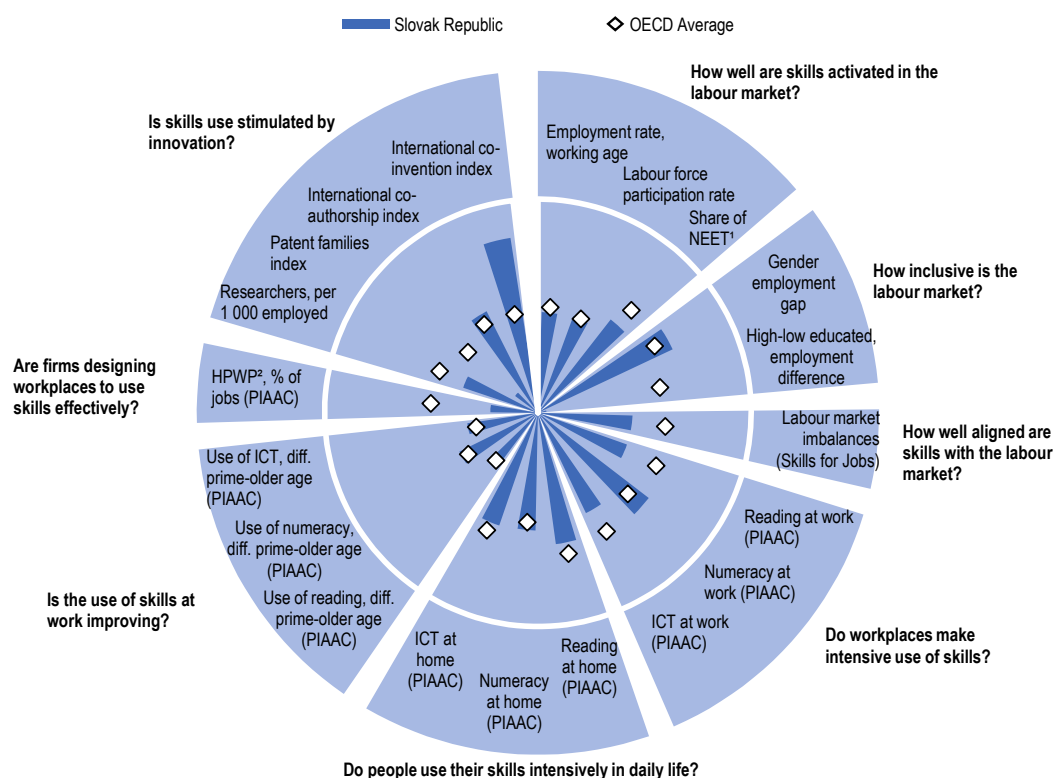 Slovak Republic
OECD Average
How well are skills activated in the
labour market?
Employment rate,
working age
Labour force
participation rate
Share of
NEET¹
How inclusive is the
labour market?
Gender
employment
gap
High-low educated,
employment
difference
How well aligned are
skills with the labour
market?
Labour market
imbalances
(Skills for Jobs)
Do workplaces make
intensive use of skills?
Reading at work
(PIAAC)
Numeracy at
work (PIAAC)
ICT at work
(PIAAC)
Do people use their skills intensively in daily life?
Reading
at home
(PIAAC)
Numeracy
at home
(PIAAC)
ICT at
home
(PIAAC)
Is the use of skills at
work improving?
Use of reading, diff.
prime-older age
(PIAAC)
Use of numeracy,
diff. prime-older age
(PIAAC)
Use of ICT, diff.
prime-older age
(PIAAC)
Are firms designing
workplaces to use
skills effectively?
HPWP², % of
jobs (PIAAC)
Is skills use stimulated by
innovation?
Researchers, per
1 000 employed
Patent families
index
International co-
authorship index
International co-
invention index